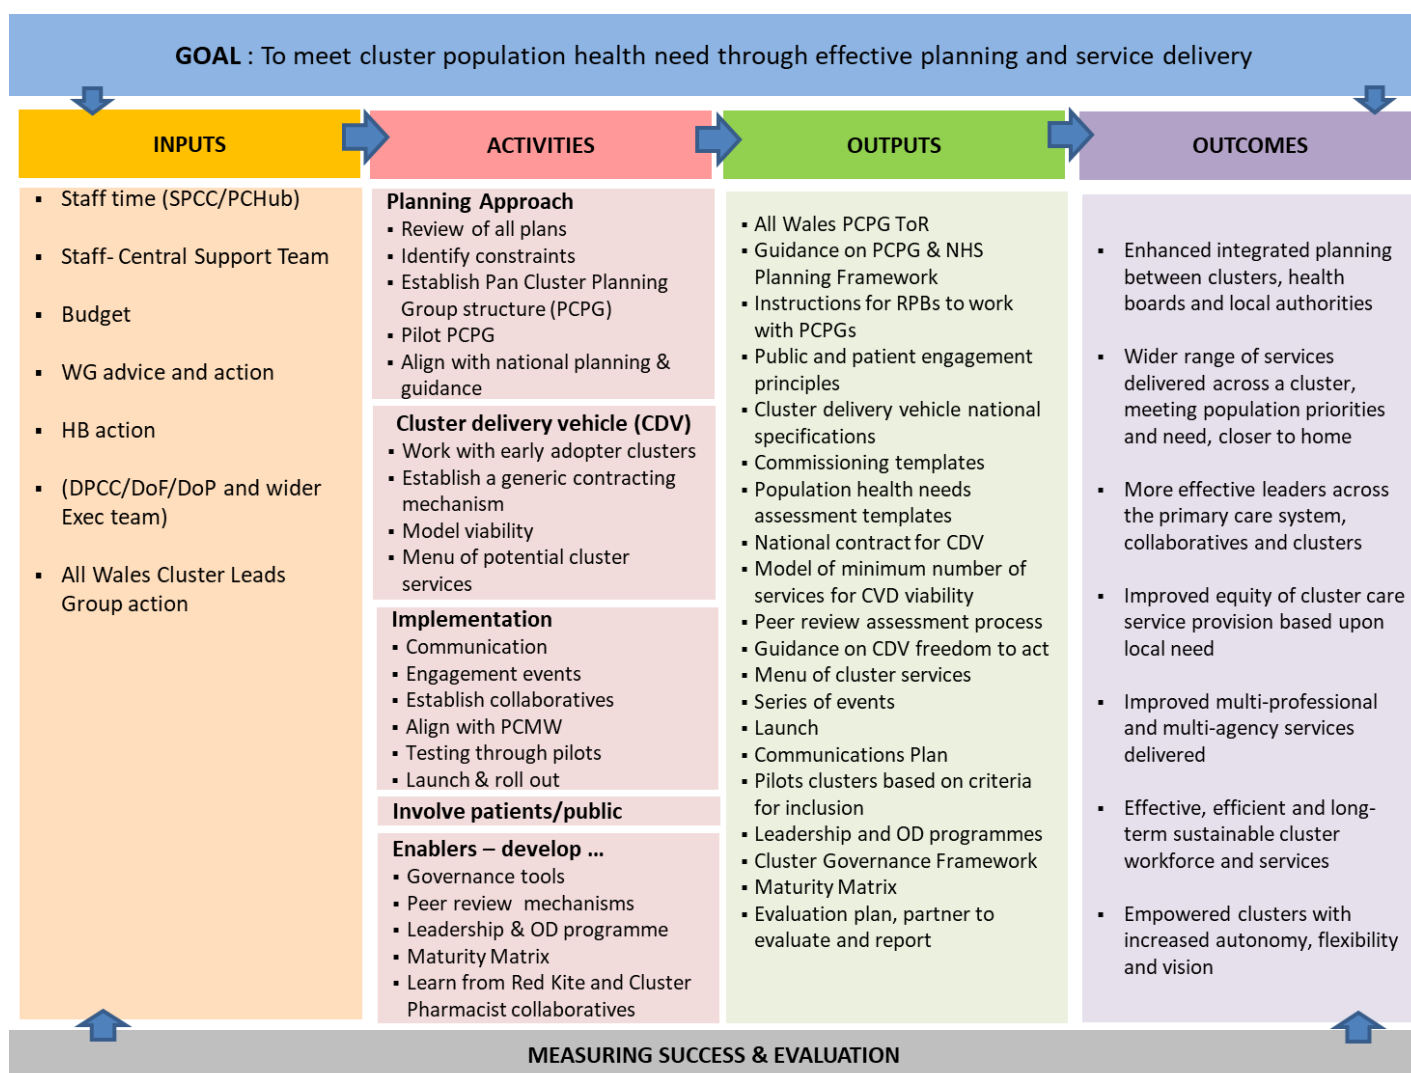 GOAL : To meet cluster population health need through effective planning and service delivery
INPUTS
▪ Staff time (SPCC/PCHub)
▪ Staff- Central Support Team
▪ Budget
▪ WG advice and action
▪ HB action
▪ (DPCC/DoF/DoP and wider
Exec team)
▪ All Wales Cluster Leads
Group action
ACTIVITIES
Planning Approach
▪ Review of all plans
▪ Identify constraints
▪ Establish Pan Cluster Planning
Group structure (PCPG)
▪ Pilot PCPG
▪ Align with national planning &
guidance
Cluster delivery vehicle (CDV)
▪ Work with early adopter clusters
▪ Establish a generic contracting
mechanism
▪ Model viability
▪ Menu of potential cluster
services
Implementation
▪ Communication
▪ Engagement events
▪ Establish collaboratives
▪ Align with PCMW
▪ Testing through pilots
▪ Launch & roll out
Involve patients/public
Enablers – develop ...
▪ Governance tools
▪ Peer review mechanisms
▪ Leadership & OD programme
▪ Maturity Matrix
▪ Learn from Red Kite and Cluster
Pharmacist collaboratives
OUTPUTS
▪ All Wales PCPG ToR
▪ Guidance on PCPG & NHS
Planning Framework
▪ Instructions for RPBs to work
with PCPGs
▪ Public and patient engagement
principles
▪ Cluster delivery vehicle national
specifications
▪ Commissioning templates
▪ Population health needs
assessment templates
▪ National contract for CDV
▪ Model of minimum number of
services for CVD viability
▪ Peer review assessment process
▪ Guidance on CDV freedom to act
▪ Menu of cluster services
▪ Series of events
▪ Launch
▪ Communications Plan
▪ Pilots clusters based on criteria
for inclusion
▪ Leadership and OD programmes
▪ Cluster Governance Framework
▪ Maturity Matrix
▪ Evaluation plan, partner to
evaluate and report
OUTCOMES
▪ Enhanced integrated planning
between clusters, health
boards and local authorities
▪ Wider range of services
delivered across a cluster,
meeting population priorities
and need, closer to home
▪ More effective leaders across
the primary care system,
collaboratives and clusters
▪ Improved equity of cluster care
service provision based upon
local need
▪ Improved multi-professional
and multi-agency services
delivered
▪ Effective, efficient and long-
term sustainable cluster
workforce and services
▪ Empowered clusters with
increased autonomy, flexibility
and vision
MEASURING SUCCESS & EVALUATION